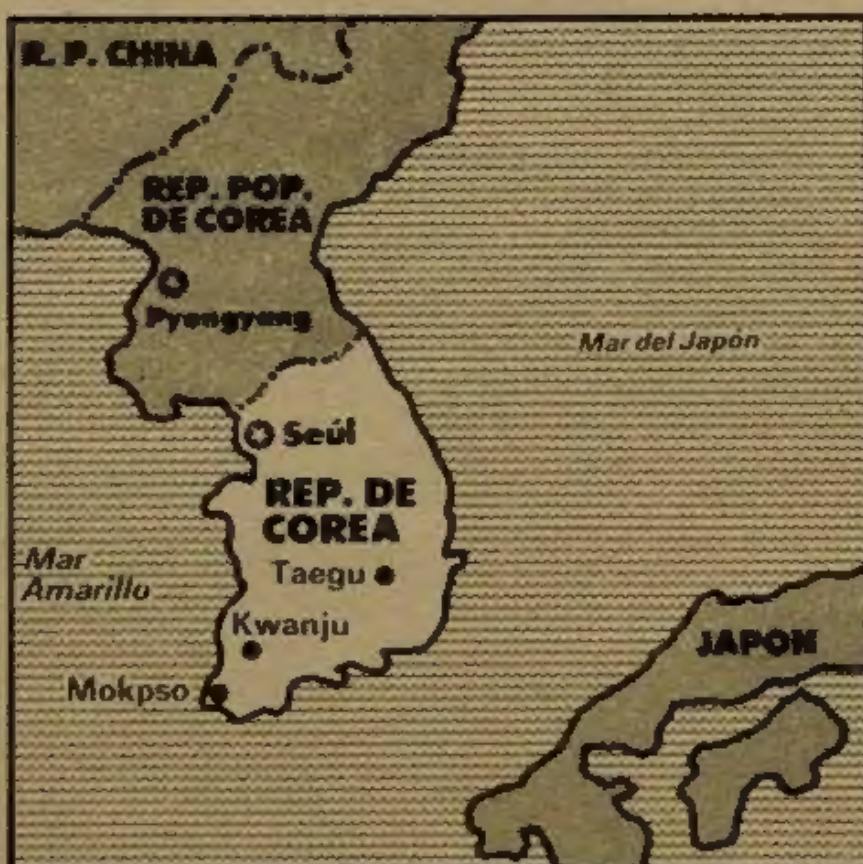 R. P. CHINA
REP. POP.
DE COREA
Pyongyang
Mar del Japón
Seúl
REP. DE
COREA
Mar
Amarillo
Taegu
Kwanju
JAPON
Mokpso